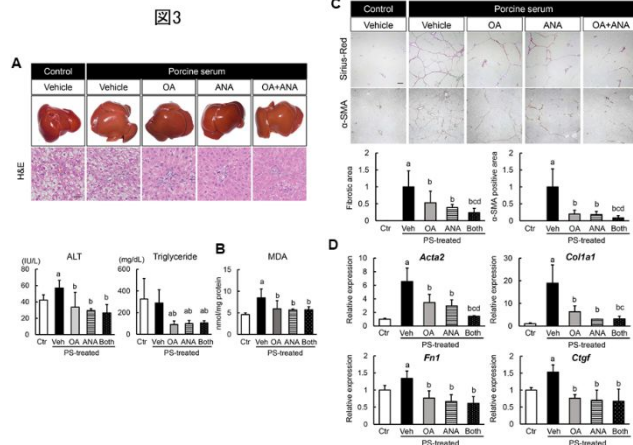 図3
A
Control Porcine serum
Vehicle Vehicle OA ANA OA+ANA
H&E
ALT
(IU/L)
80
60
40
20
0
Ctr Veh OA ANA Both
PS-treated
a b b b
Triglyceride
(mg/dL)
600
400
200
0
Ctr Veh OA ANA Both
PS-treated
ab ab ab
B
MDA
nmol/mg protein
15
10
5
0
Ctr Veh OA ANA Both
PS-treated
a b b b
C
Control Porcine serum
Vehicle Vehicle OA ANA OA+ANA
Sirius-Red
α-SMA
Fibrotic area
2
1
0
Ctr Veh OA ANA Both
PS-treated
a b b bcd
α-SMA positive area
2
1
0
Ctr Veh OA ANA Both
PS-treated
a b b bcd
D
Acta2
Relative expression
10
8
6
4
2
0
Ctr Veh OA ANA Both
PS-treated
a b b bcd
Col1a1
Relative expression
30
20
10
0
Ctr Veh OA ANA Both
PS-treated
a b b bc
Fn1
Relative expression
2.0
1.5
1.0
0.5
0
Ctr Veh OA ANA Both
PS-treated
a b b b
Ctgf
Relative expression
2.0
1.5
1.0
0.5
0
Ctr Veh OA ANA Both
PS-treated
a b b b